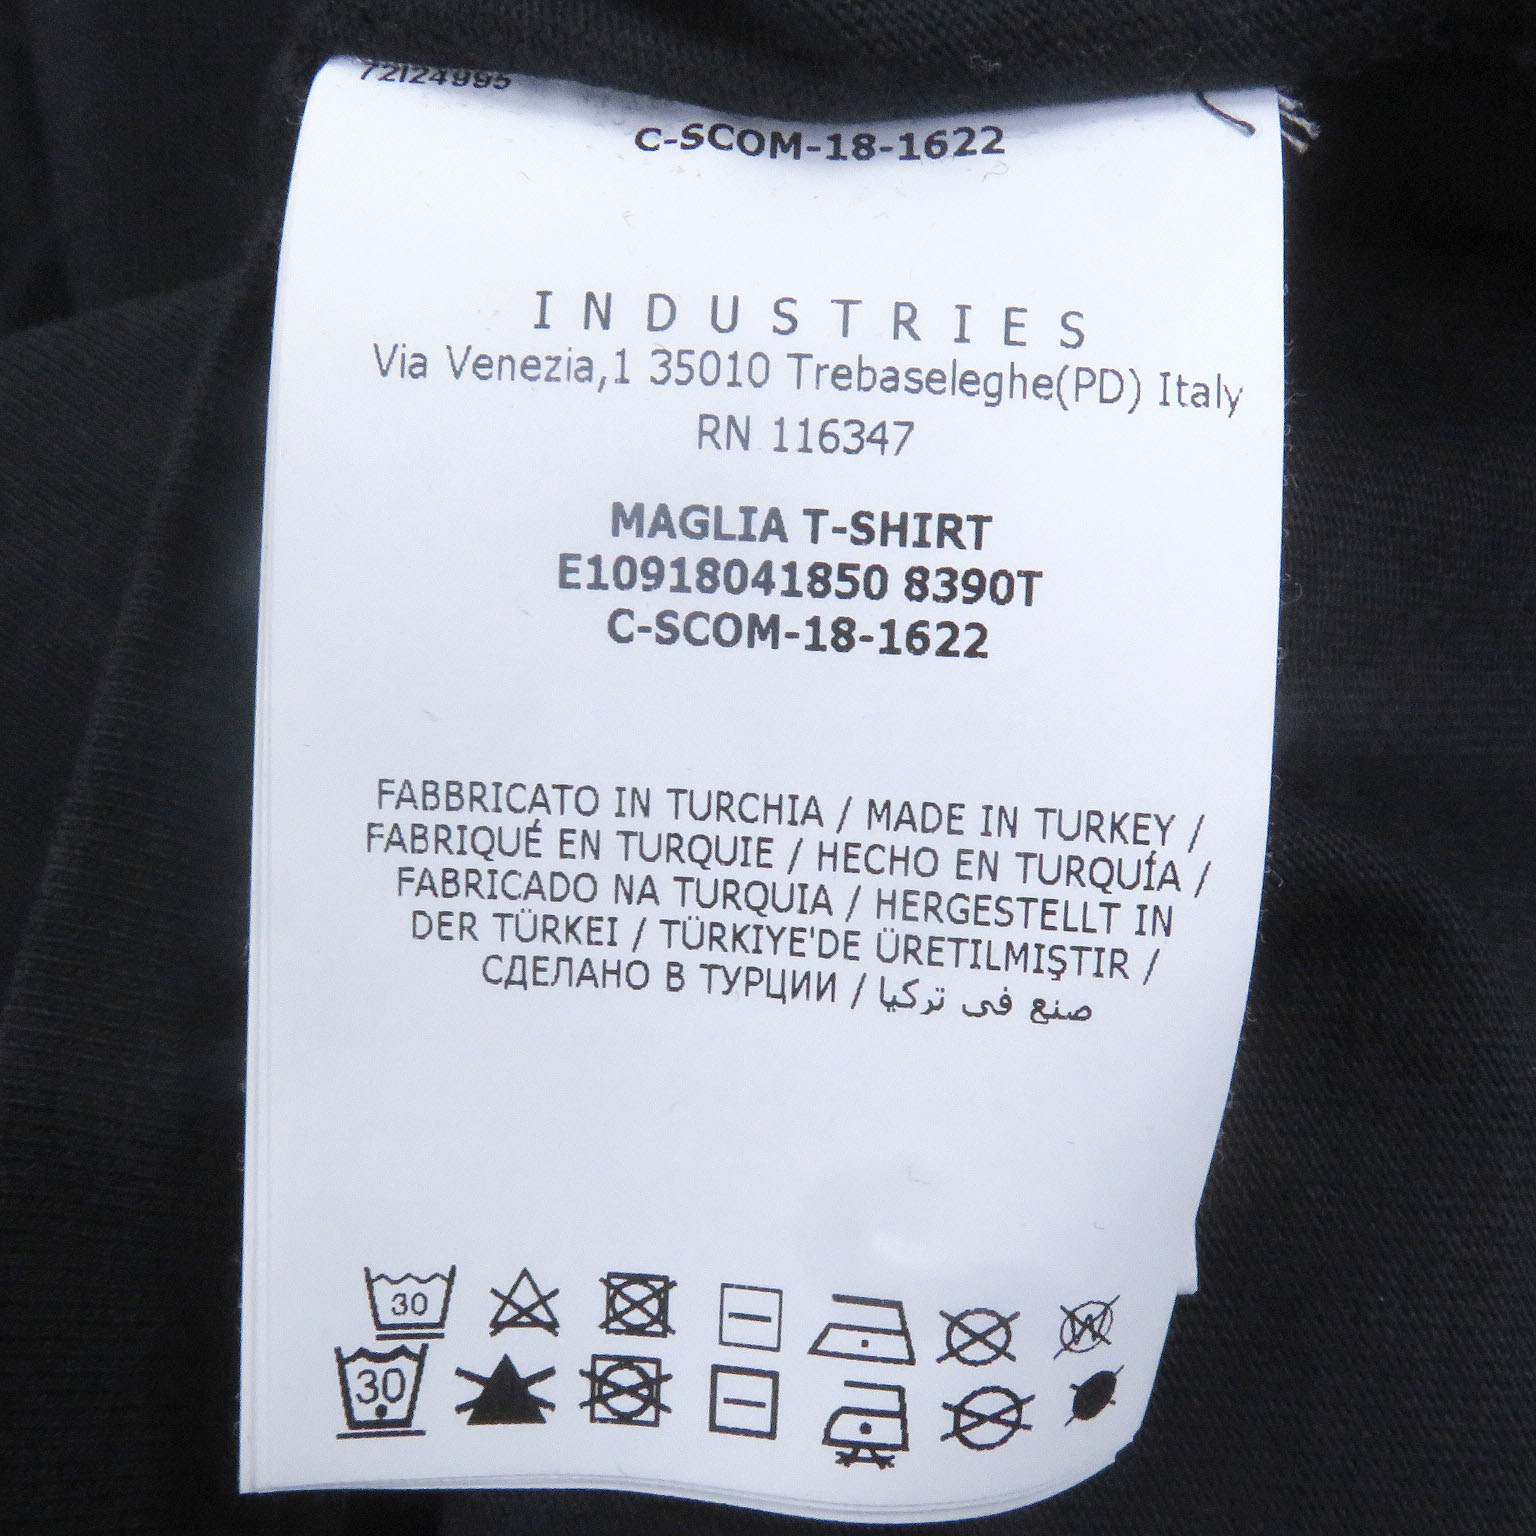 72124995
C-SCOM-18-1622
INDUSTRIES
Via Venezia,1 35010 Trebaseleghe(PD) Italy
RN 116347
MAGLIA T-SHIRT
E10918041850 8390T
C-SCOM-18-1622
FABBRICATO IN TURCHIA / MADE IN TURKEY /
FABRIQUÉ EN TURQUIE / HECHO EN TURQUÍA /
FABRICADO NA TURQUIA / HERGESTELLT IN
DER TÜRKEI / TÜRKIYE'DE ÜRETILMIŞTIR /
СДЕЛАНО В ТУРЦИИ / صنع في تركيا
30 W
30